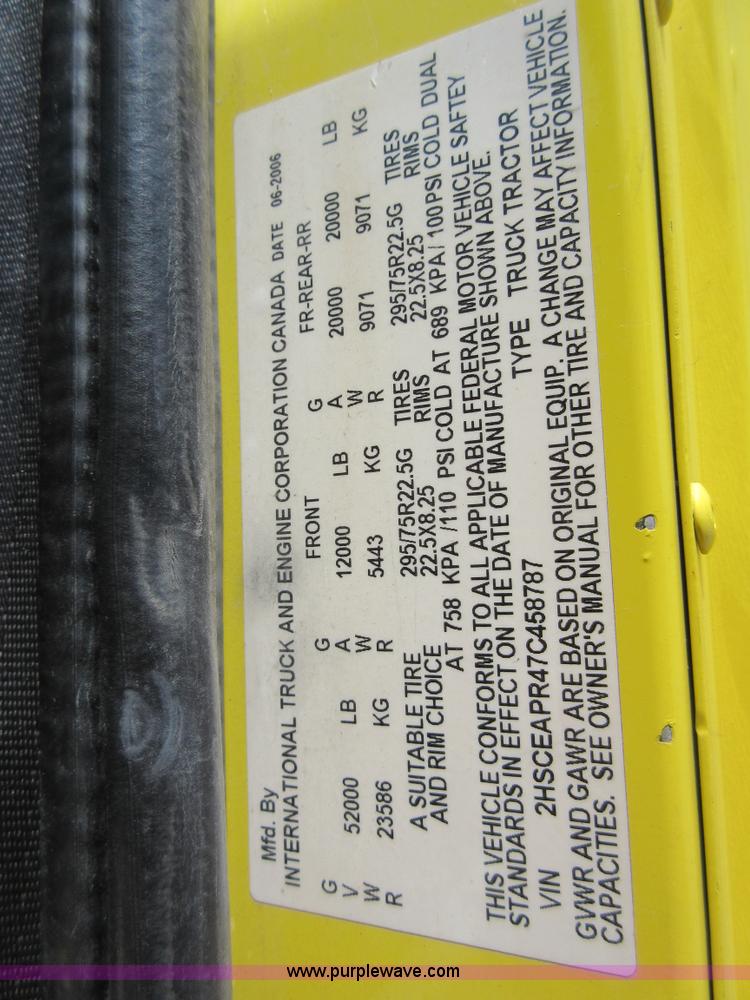 Mfd. By
INTERNATIONAL TRUCK AND ENGINE CORPORATION CANADA DATE 06-2006
G FRONT G FR-REAR-RR
G V W R 52000 LB A 12000 LB A 20000 20000 LB
23586 KG W R 5443 KG W R 9071 9071 KG
A SUITABLE TIRE 295/75R22.5G TIRES 295/75R22.5G TIRES
AND RIM CHOICE 22.5X8.25 RIMS 22.5X8.25 RIMS
AT 758 KPA /110 PSI COLD AT 689 KPA/ 100PSI COLD DUAL
THIS VEHICLE CONFORMS TO ALL APPLICABLE FEDERAL MOTOR VEHICLE SAFTEY
STANDARDS IN EFFECT ON THE DATE OF MANUFACTURE SHOWN ABOVE.
VIN 2HSCEAPR47C458787 TYPE TRUCK TRACTOR
GVWR AND GAWR ARE BASED ON ORIGINAL EQUIP. A CHANGE MAY AFFECT VEHICLE
CAPACITIES. SEE OWNER'S MANUAL FOR OTHER TIRE AND CAPACITY INFORMATION.
www.purplewave.com